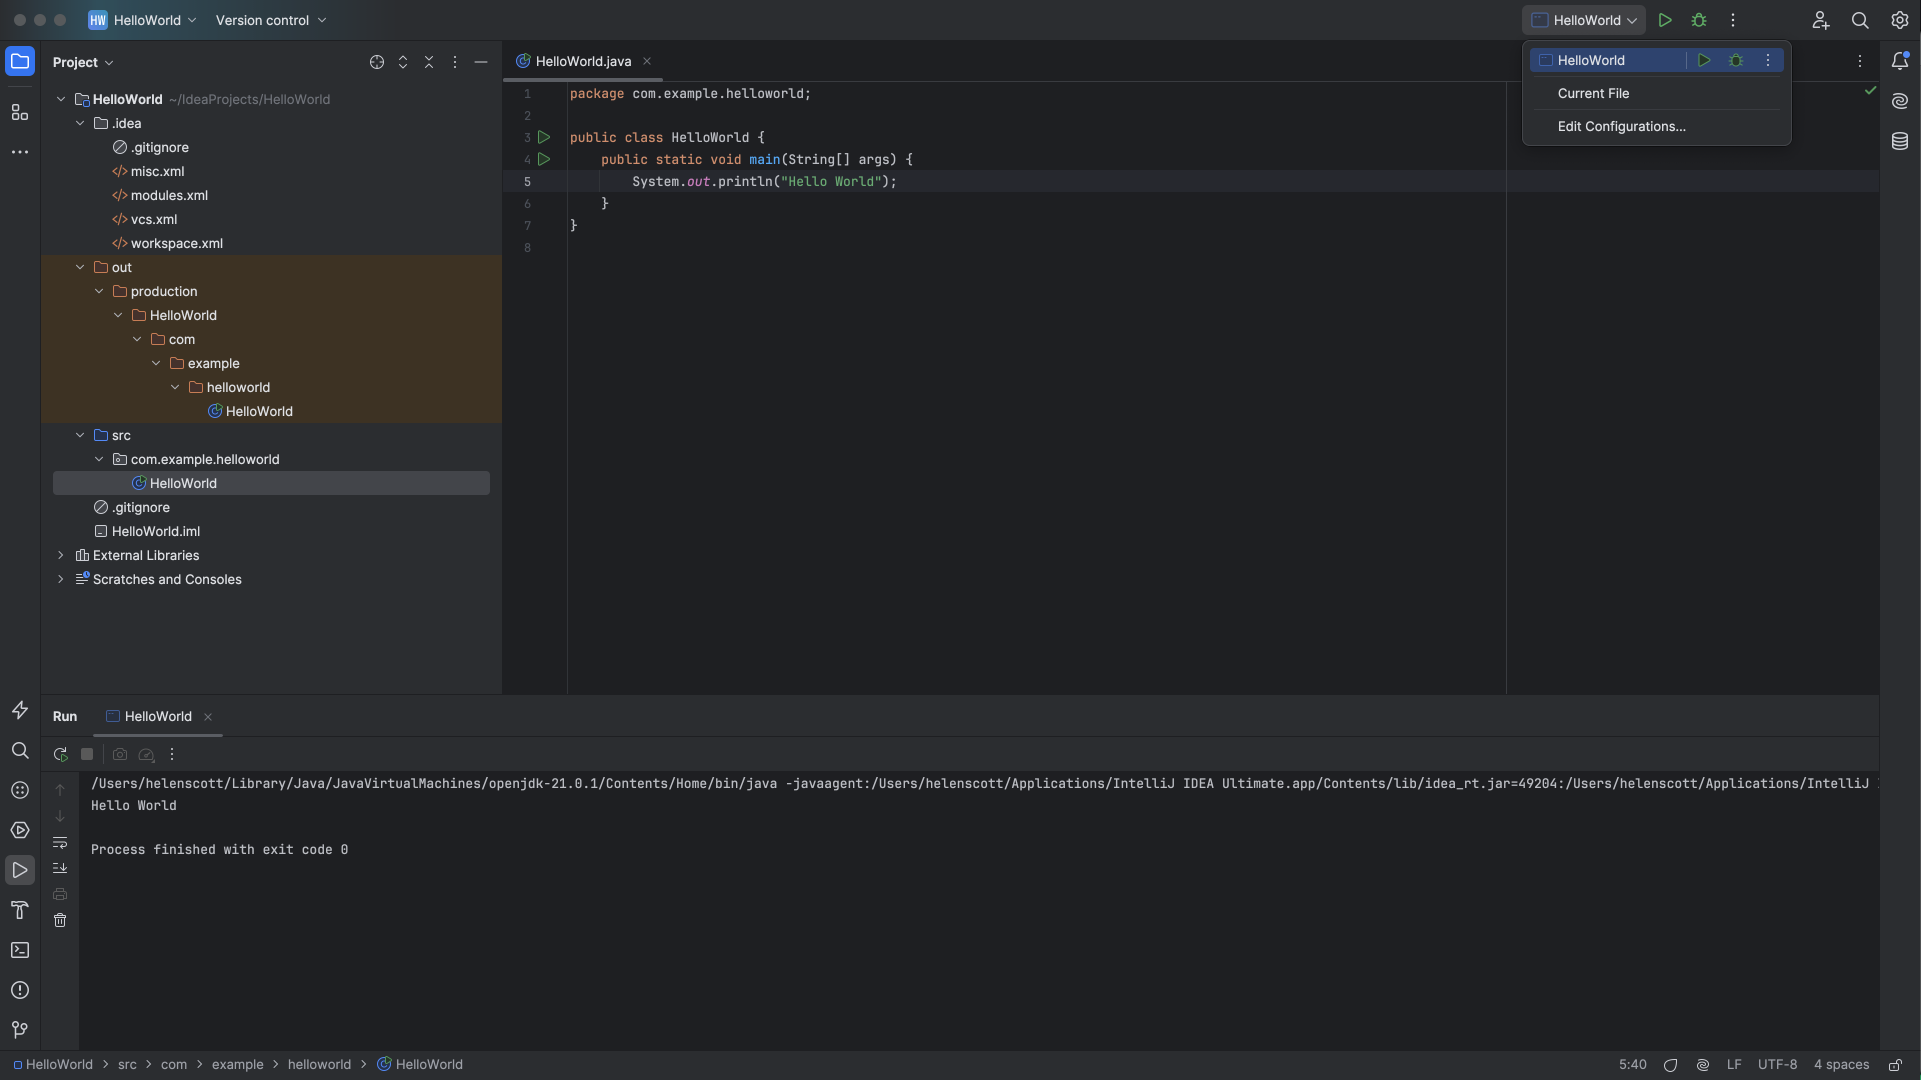 HW HelloWorld Version control HelloWorld
Project
HelloWorld ~/IdeaProjects/HelloWorld
.idea
.gitignore
misc.xml
modules.xml
vcs.xml
workspace.xml
out
production
HelloWorld
com
example
helloworld
HelloWorld
src
com.example.helloworld
HelloWorld
.gitignore
HelloWorld.iml
External Libraries
Scratches and Consoles
HelloWorld.java
1 package com.example.helloworld;
2
3 public class HelloWorld {
4 public static void main(String[] args) {
5 System.out.println("Hello World");
6 }
7 }
8
HelloWorld
Current File
Edit Configurations...
Run HelloWorld
/Users/helenscott/Library/Java/JavaVirtualMachines/openjdk-21.0.1/Contents/Home/bin/java -javaagent:/Users/helenscott/Applications/IntelliJ IDEA Ultimate.app/Contents/lib/idea_rt.jar=49204:/Users/helenscott/Applications/IntelliJ
Hello World
Process finished with exit code 0
HelloWorld > src > com > example > helloworld > HelloWorld 5:40 LF UTF-8 4 spaces